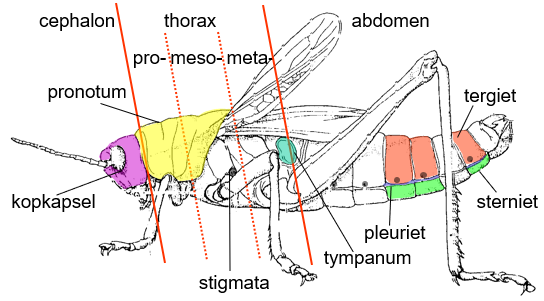 cephalon thorax abdomen
pro- meso- meta-
pronotum
tergiet
kopkapsel
sterniet
pleuriet
tympanum
stigmata